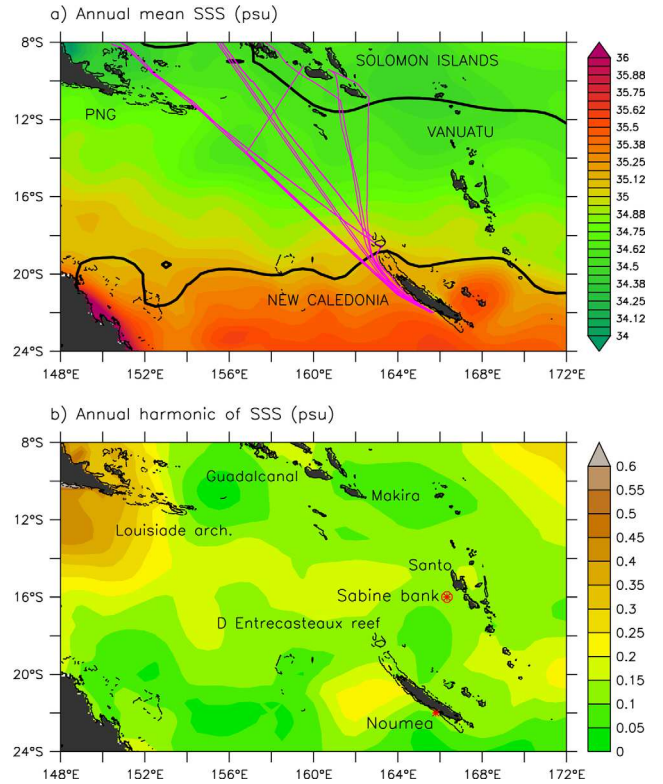 a) Annual mean SSS (psu)
8°S
12°S
16°S
20°S
24°S
148°E 152°E 156°E 160°E 164°E 168°E 172°E
SOLOMON ISLANDS
PNG
VANUATU
NEW CALEDONIA
36
35.88
35.75
35.62
35.5
35.38
35.25
35.12
35
34.88
34.75
34.62
34.5
34.38
34.25
34.12
34
b) Annual harmonic of SSS (psu)
8°S
12°S
16°S
20°S
24°S
148°E 152°E 156°E 160°E 164°E 168°E 172°E
Guadalcanal
Makira
Louisiade arch.
Santo
Sabine bank
D Entrecasteaux reef
Noumea
0.6
0.55
0.5
0.45
0.4
0.35
0.3
0.25
0.2
0.15
0.1
0.05
0